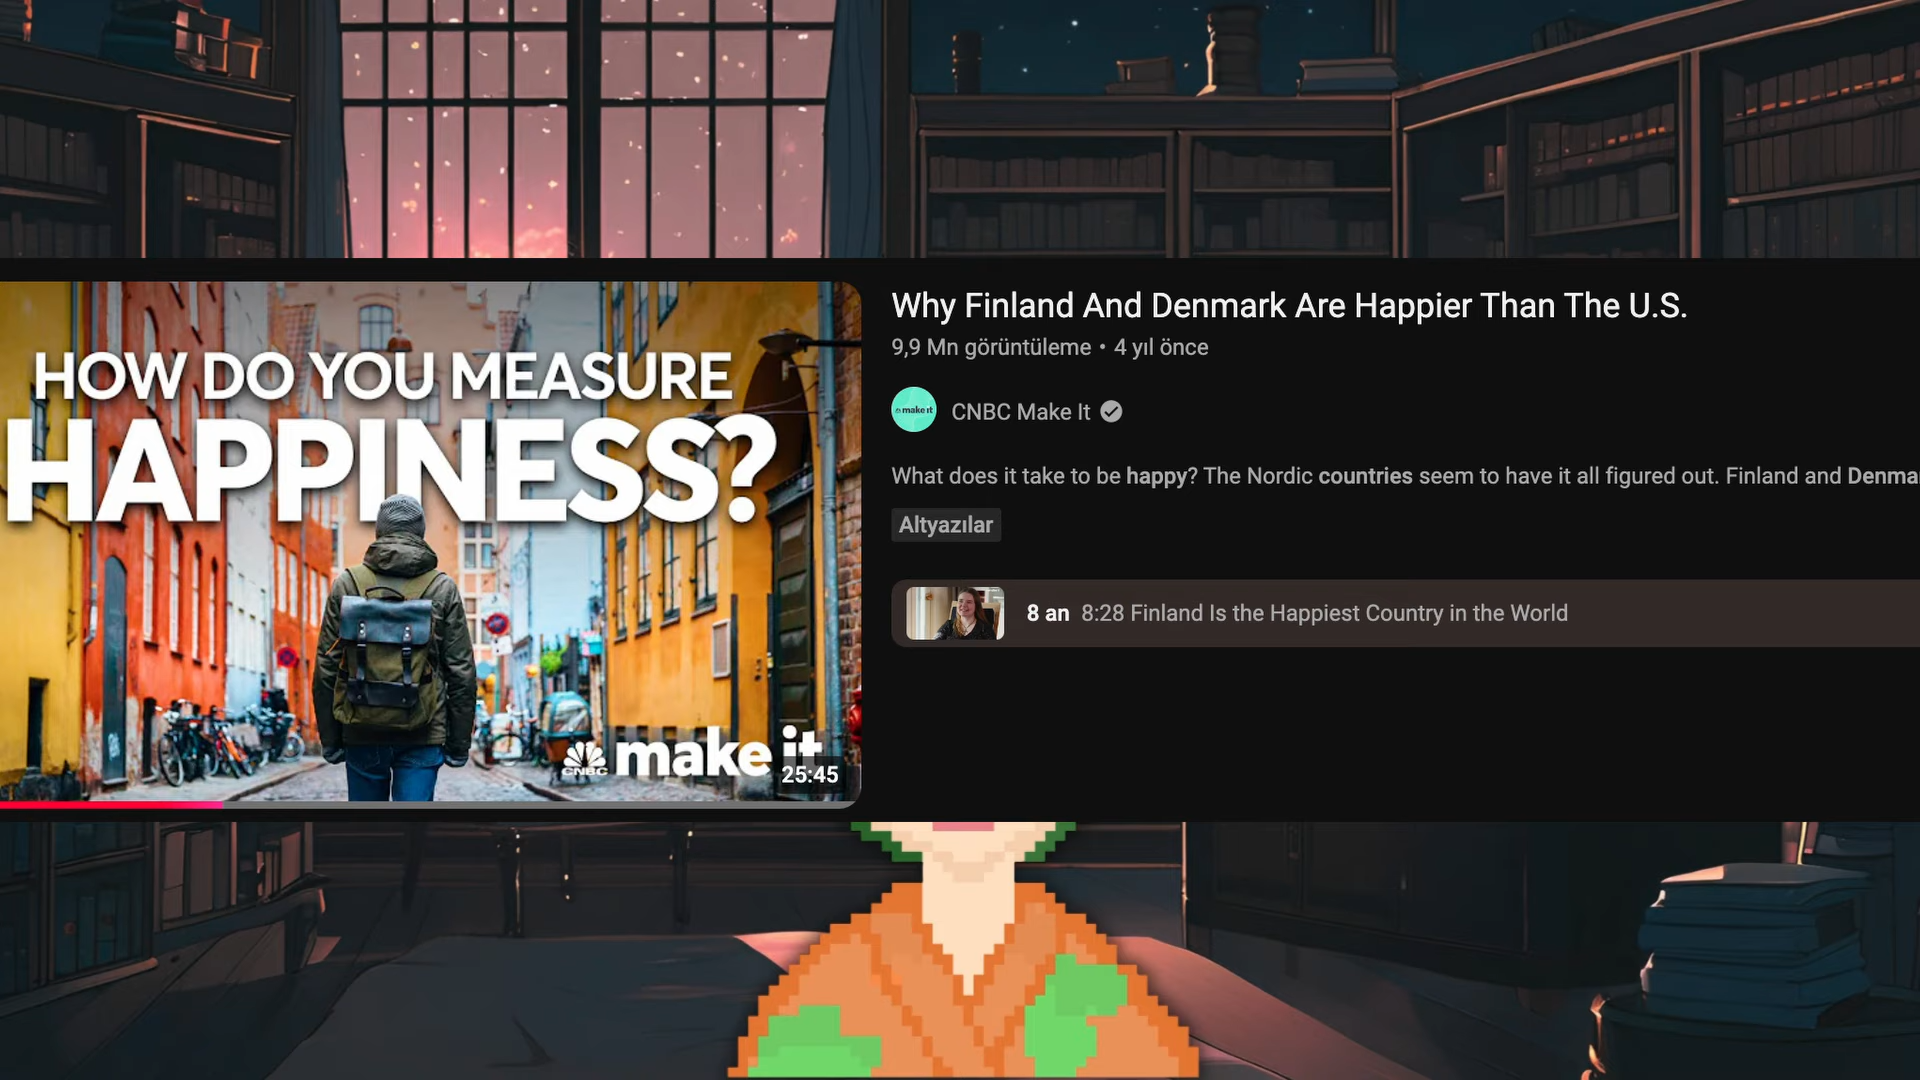 HOW DO YOU MEASURE
HAPPINESS?
CNBC make it
25:45
Why Finland And Denmark Are Happier Than The U.S.
9,9 Mn görüntüleme • 4 yıl önce
make it
CNBC Make It
What does it take to be happy? The Nordic countries seem to have it all figured out. Finland and Denma
Altyazılar
8 an 8:28 Finland Is the Happiest Country in the World